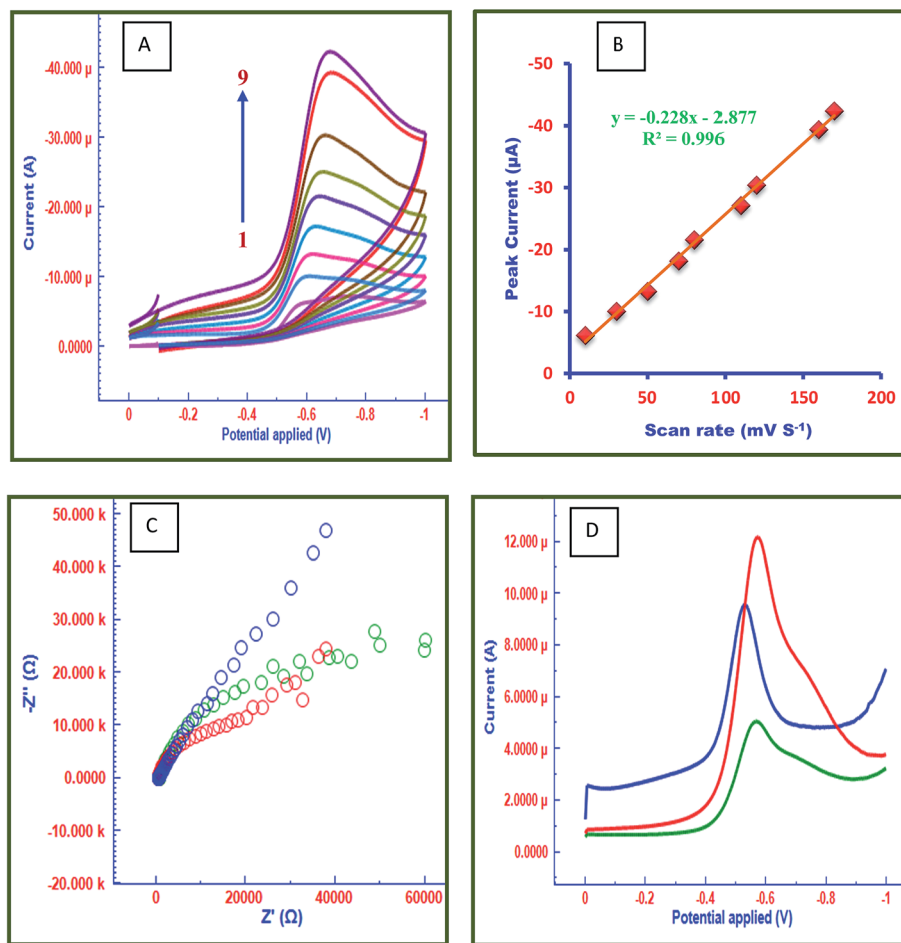 A
-40.000 µ
-30.000 µ
-20.000 µ
-10.000 µ
0.0000
Current (A)
9
1
0 -0.2 -0.4 -0.6 -0.8 -1
Potential applied (V)
B
-50
-40
-30
-20
-10
0
Peak Current (µA)
y = -0.228x - 2.877
R² = 0.996
0 50 100 150 200
Scan rate (mV S⁻¹)
C
50.000 k
40.000 k
30.000 k
20.000 k
10.000 k
0.0000
-10.000 k
-20.000 k
-Z'' (Ω)
0 20000 40000 60000
Z' (Ω)
D
12.000 µ
10.000 µ
8.0000 µ
6.0000 µ
4.0000 µ
2.0000 µ
0.0000
Current (A)
0 -0.2 -0.4 -0.6 -0.8 -1
Potential applied (V)